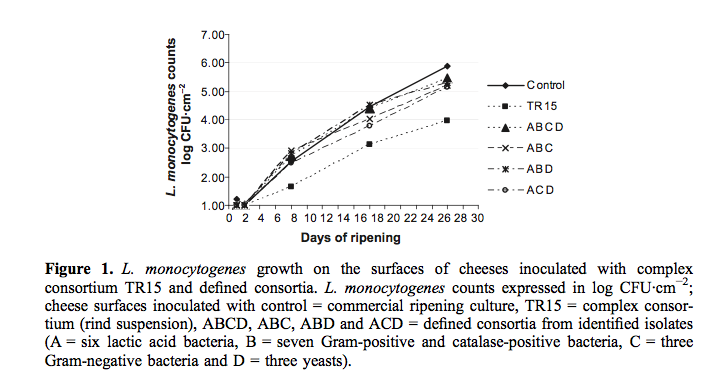 7.00
6.00
5.00
4.00
3.00
2.00
1.00
L. monocytogenes counts
log CFU·cm⁻²
0 2 4 6 8 10 12 14 16 18 20 22 24 26 28 30
Days of ripening
Control
TR15
ABCD
ABC
ABD
ACD
Figure 1. L. monocytogenes growth on the surfaces of cheeses inoculated with complex
consortium TR15 and defined consortia. L. monocytogenes counts expressed in log CFU·cm⁻²;
cheese surfaces inoculated with control = commercial ripening culture, TR15 = complex consor-
tium (rind suspension), ABCD, ABC, ABD and ACD = defined consortia from identified isolates
(A = six lactic acid bacteria, B = seven Gram-positive and catalase-positive bacteria, C = three
Gram-negative bacteria and D = three yeasts).